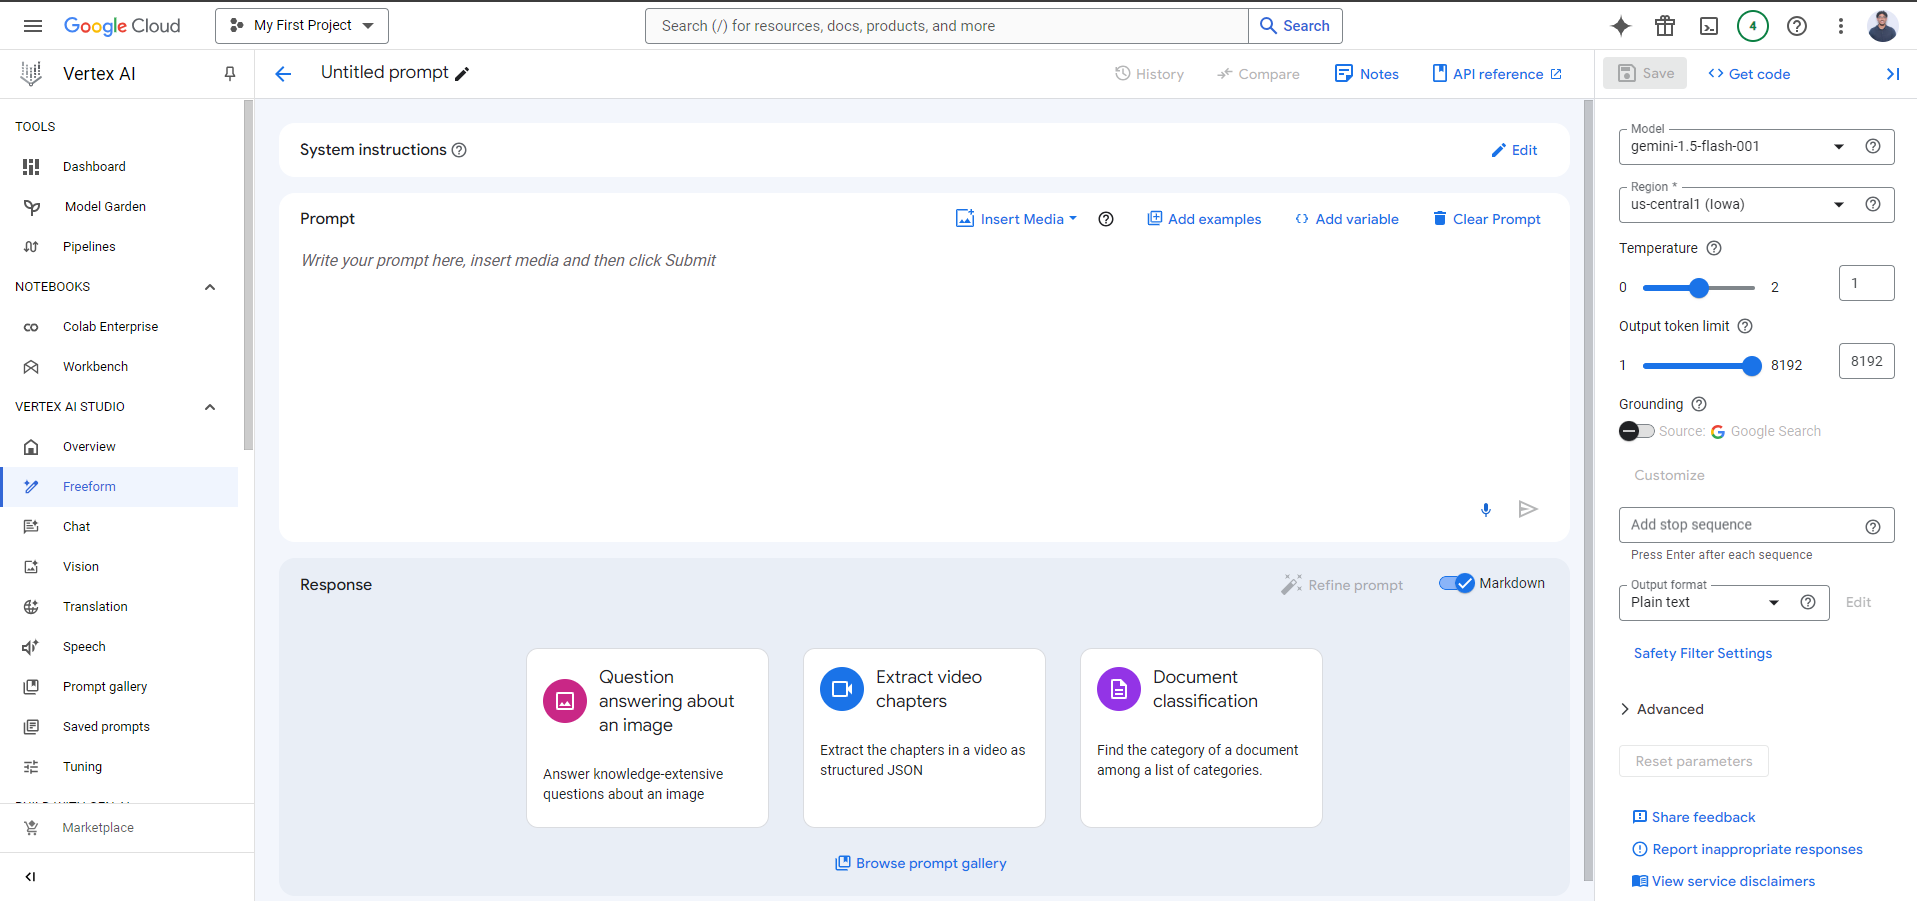 Google Cloud
My First Project
Search (/) for resources, docs, products, and more
Search
4
Vertex AI
Untitled prompt
History
Compare
Notes
API reference
Save
Get code
TOOLS
Dashboard
Model Garden
Pipelines
NOTEBOOKS
Colab Enterprise
Workbench
VERTEX AI STUDIO
Overview
Freeform
Chat
Vision
Translation
Speech
Prompt gallery
Saved prompts
Tuning
Marketplace
System instructions
Edit
Prompt
Insert Media
Add examples
Add variable
Clear Prompt
Write your prompt here, insert media and then click Submit
Response
Refine prompt
Markdown
Question
answering about
an image
Answer knowledge-extensive
questions about an image
Extract video
chapters
Extract the chapters in a video as
structured JSON
Document
classification
Find the category of a document
among a list of categories.
Browse prompt gallery
Model
gemini-1.5-flash-001
Region *
us-central1 (Iowa)
Temperature
0
2
1
Output token limit
1
8192
8192
Grounding
Source: Google Search
Customize
Add stop sequence
Press Enter after each sequence
Output format
Plain text
Edit
Safety Filter Settings
Advanced
Reset parameters
Share feedback
Report inappropriate responses
View service disclaimers